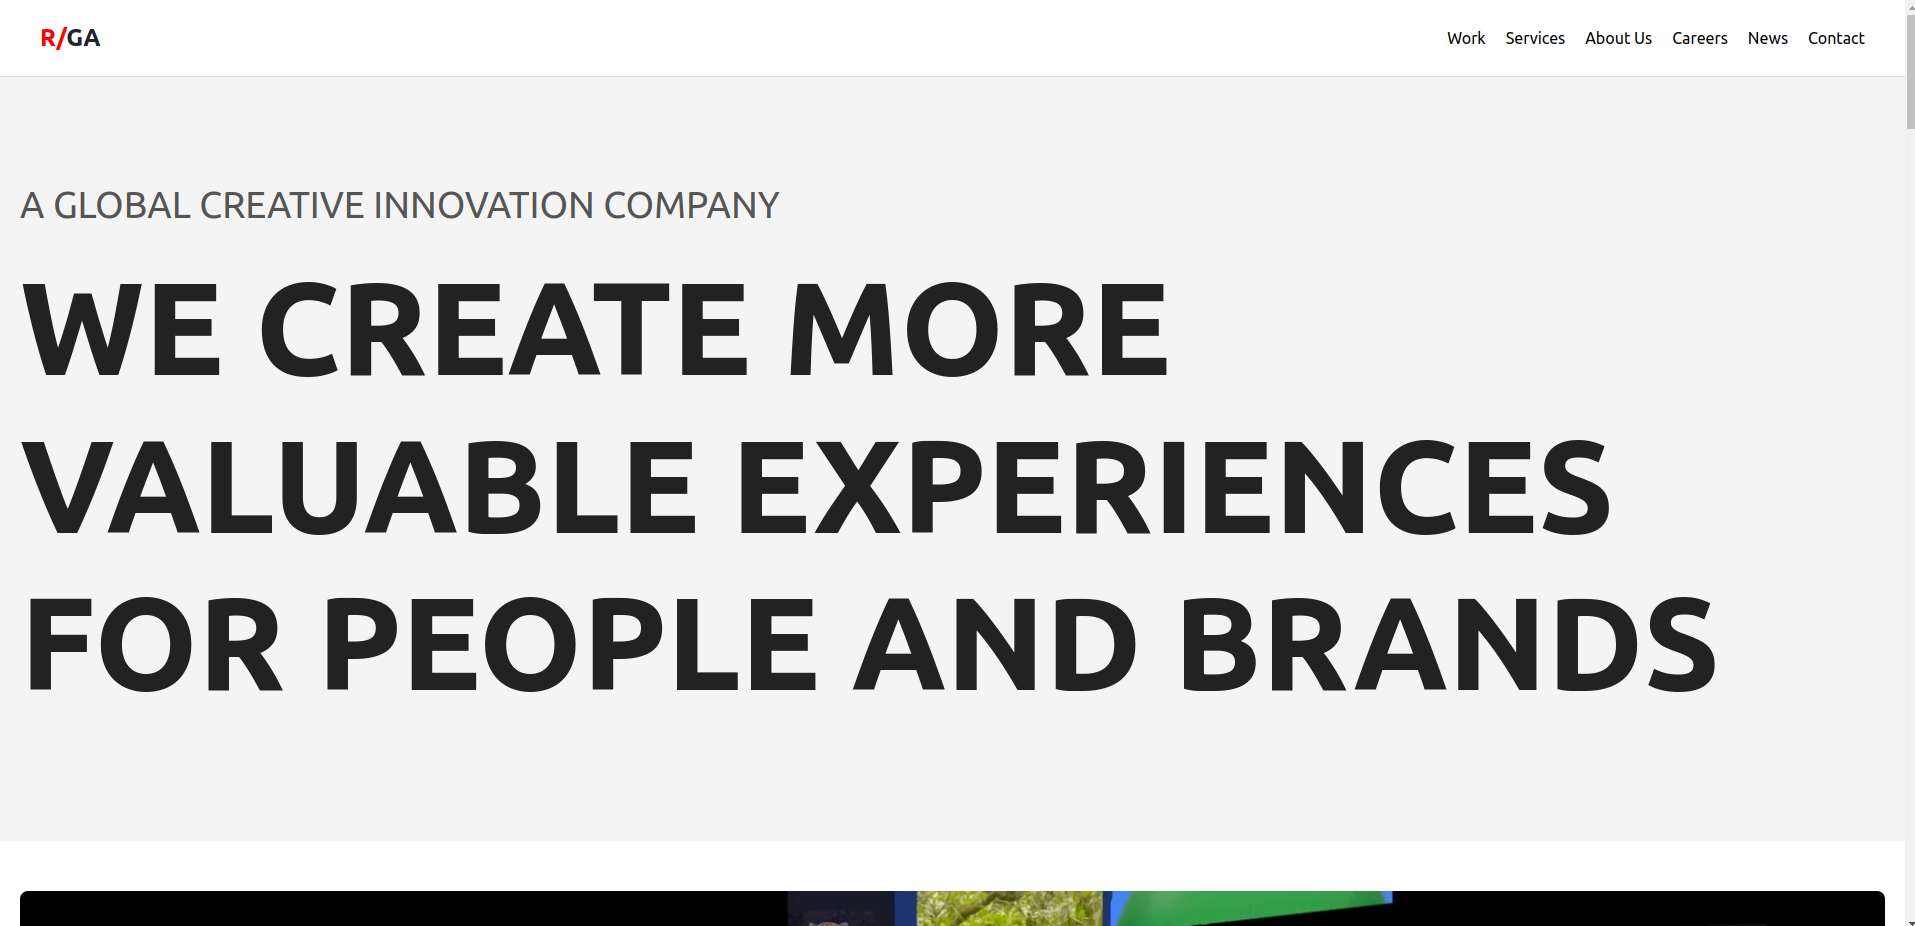 R/GA
Work Services About Us Careers News Contact
A GLOBAL CREATIVE INNOVATION COMPANY
WE CREATE MORE
VALUABLE EXPERIENCES
FOR PEOPLE AND BRANDS